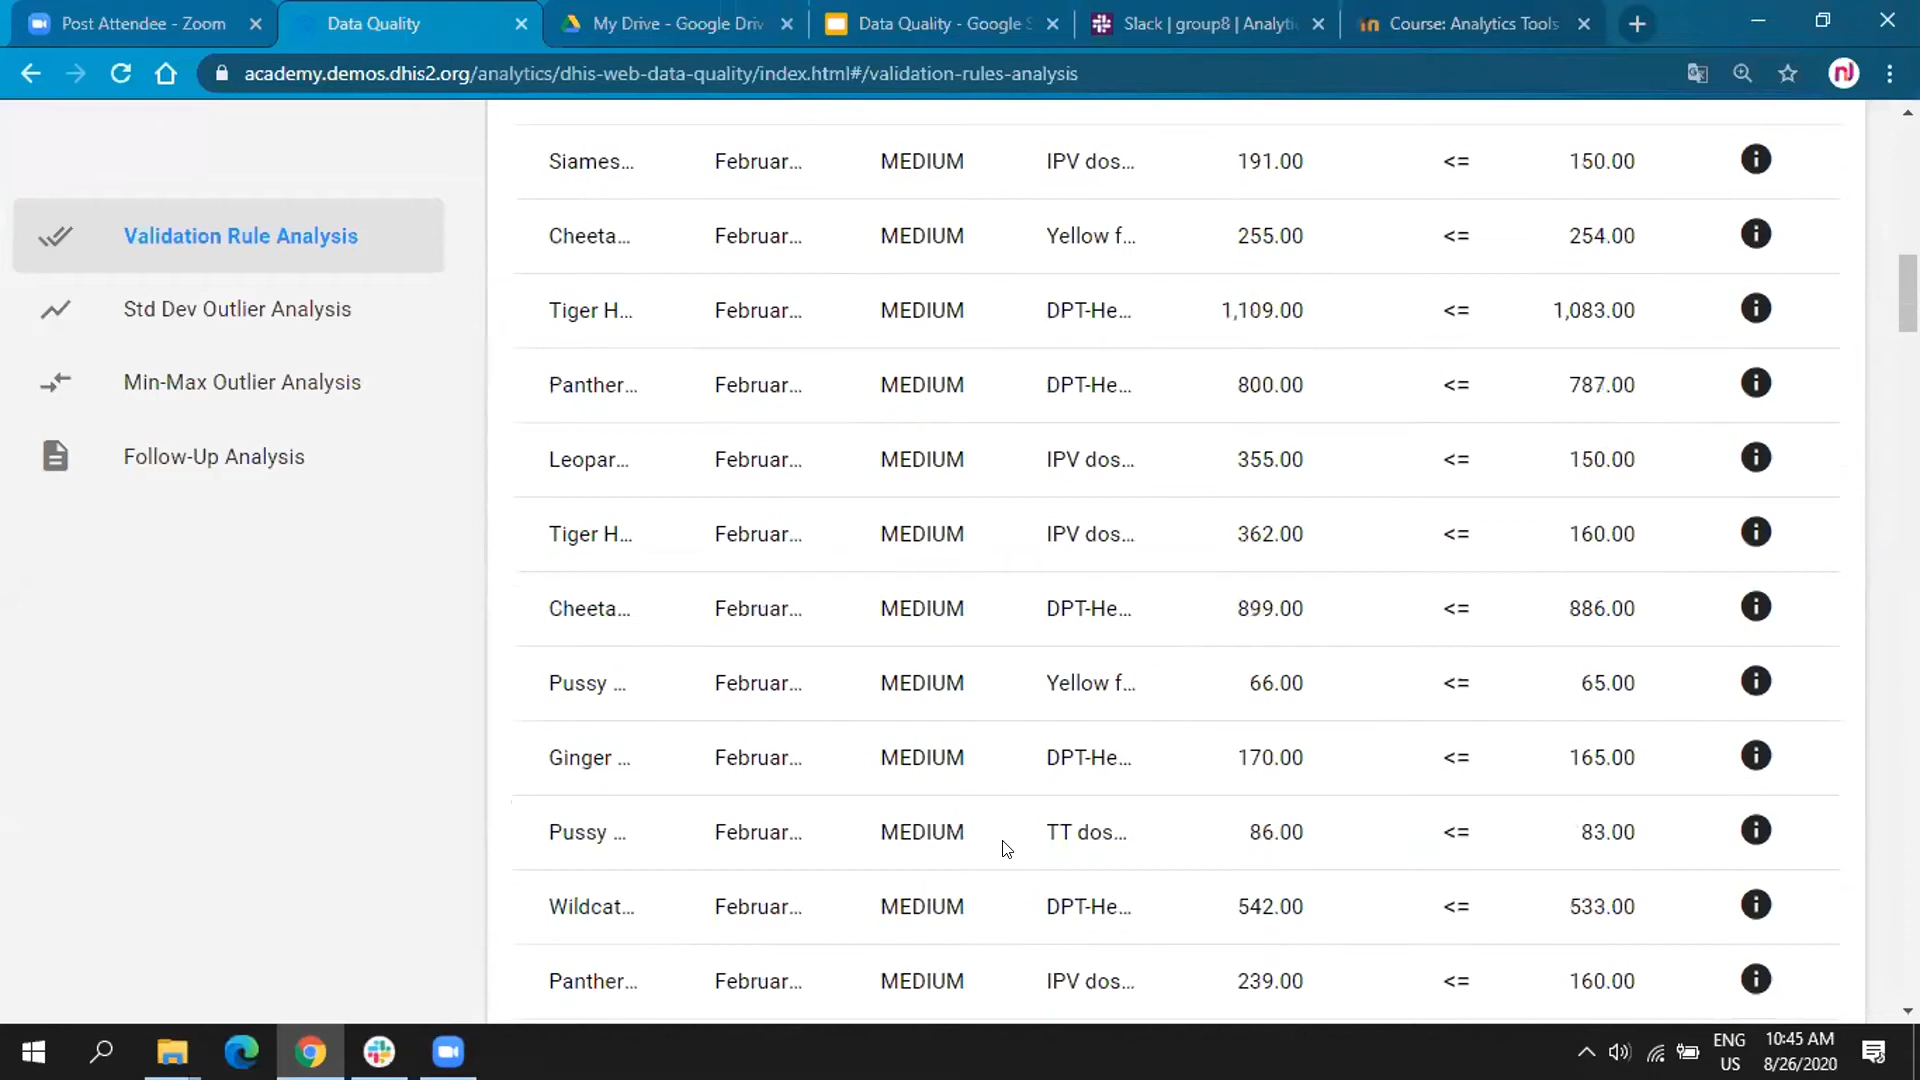 Post Attendee - Zoom
Data Quality
My Drive - Google Driv
Data Quality - Google S
Slack | group8 | Analyti
Course: Analytics Tools
academy.demos.dhis2.org/analytics/dhis-web-data-quality/index.html#/validation-rules-analysis
Validation Rule Analysis
Std Dev Outlier Analysis
Min-Max Outlier Analysis
Follow-Up Analysis
Siames... Februar... MEDIUM IPV dos... 191.00 <= 150.00
Cheeta... Februar... MEDIUM Yellow f... 255.00 <= 254.00
Tiger H... Februar... MEDIUM DPT-He... 1,109.00 <= 1,083.00
Panther... Februar... MEDIUM DPT-He... 800.00 <= 787.00
Leopar... Februar... MEDIUM IPV dos... 355.00 <= 150.00
Tiger H... Februar... MEDIUM IPV dos... 362.00 <= 160.00
Cheeta... Februar... MEDIUM DPT-He... 899.00 <= 886.00
Pussy ... Februar... MEDIUM Yellow f... 66.00 <= 65.00
Ginger ... Februar... MEDIUM DPT-He... 170.00 <= 165.00
Pussy ... Februar... MEDIUM TT dos... 86.00 <= 83.00
Wildcat... Februar... MEDIUM DPT-He... 542.00 <= 533.00
Panther... Februar... MEDIUM IPV dos... 239.00 <= 160.00
ENG
US
10:45 AM
8/26/2020